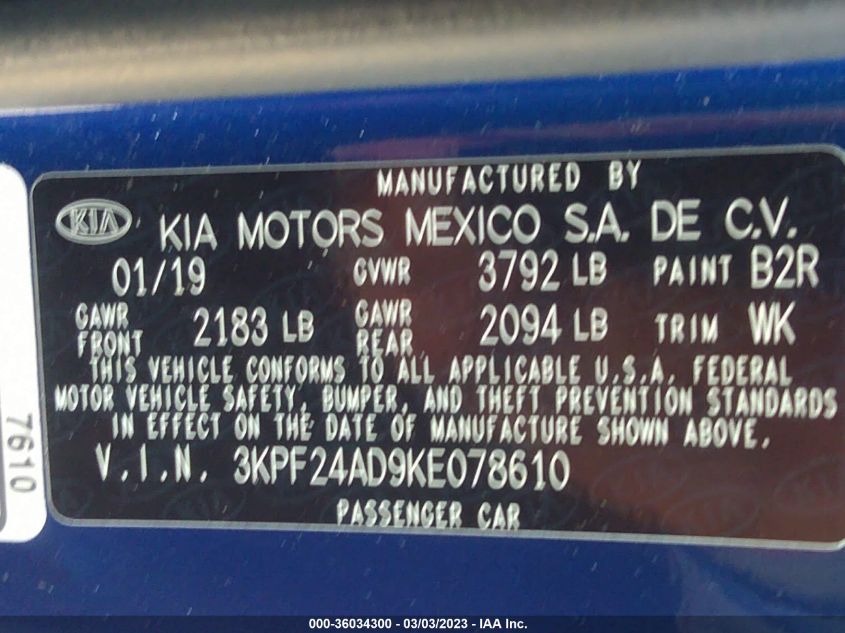 MANUFACTURED BY
KIA KIA MOTORS MEXICO S.A. DE C.V.
01/19 GVWR 3792 LB PAINT B2R
GAWR FRONT 2183 LB GAWR REAR 2094 LB TRIM WK
THIS VEHICLE CONFORMS TO ALL APPLICABLE U.S.A. FEDERAL
MOTOR VEHICLE SAFETY, BUMPER, AND THEFT PREVENTION STANDARDS
IN EFFECT ON THE DATE OF MANUFACTURE SHOWN ABOVE.
V.I.N. 3KPF24AD9KE078610
PASSENGER CAR
7610
000-36034300 - 03/03/2023 - IAA Inc.